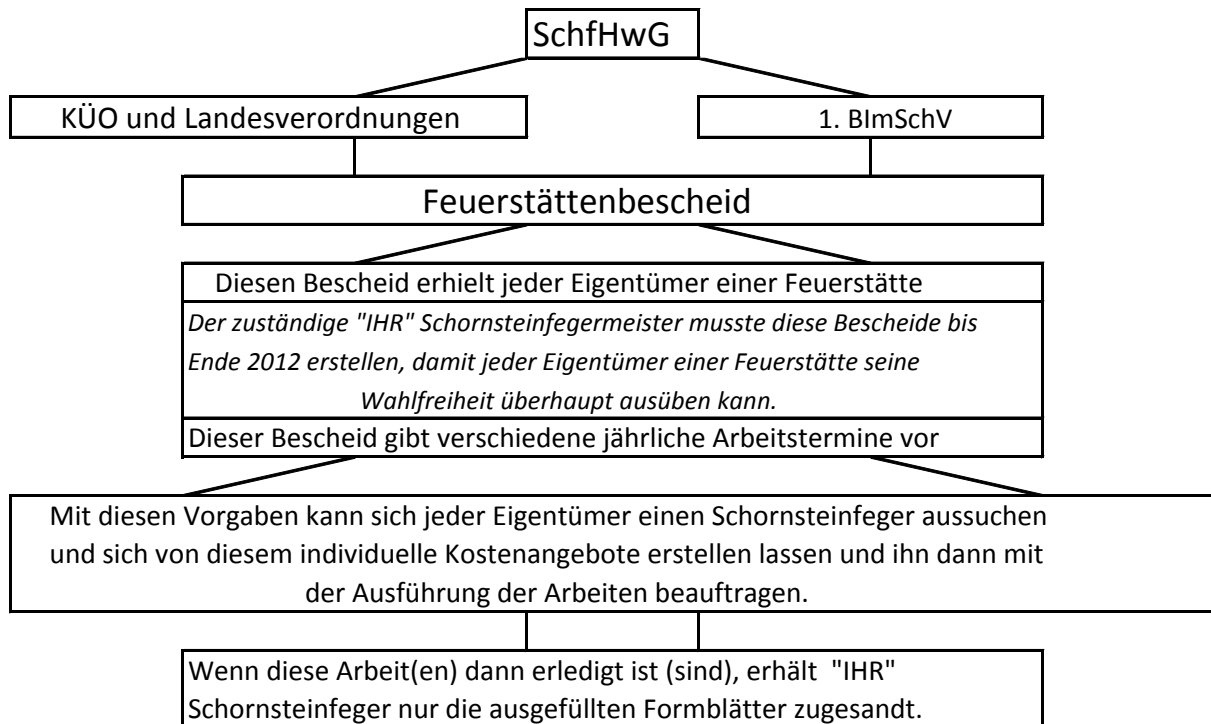 SchfHwG
KÜO und Landesverordnungen
1. BImSchV
Feuerstättenbescheid
Diesen Bescheid erhielt jeder Eigentümer einer Feuerstätte
Der zuständige "IHR" Schornsteinfegermeister musste diese Bescheide bis
Ende 2012 erstellen, damit jeder Eigentümer einer Feuerstätte seine
Wahlfreiheit überhaupt ausüben kann.
Dieser Bescheid gibt verschiedene jährliche Arbeitstermine vor
Mit diesen Vorgaben kann sich jeder Eigentümer einen Schornsteinfeger aussuchen
und sich von diesem individuelle Kostenangebote erstellen lassen und ihn dann mit
der Ausführung der Arbeiten beauftragen.
Wenn diese Arbeit(en) dann erledigt ist (sind), erhält "IHR"
Schornsteinfeger nur die ausgefüllten Formblätter zugesandt.